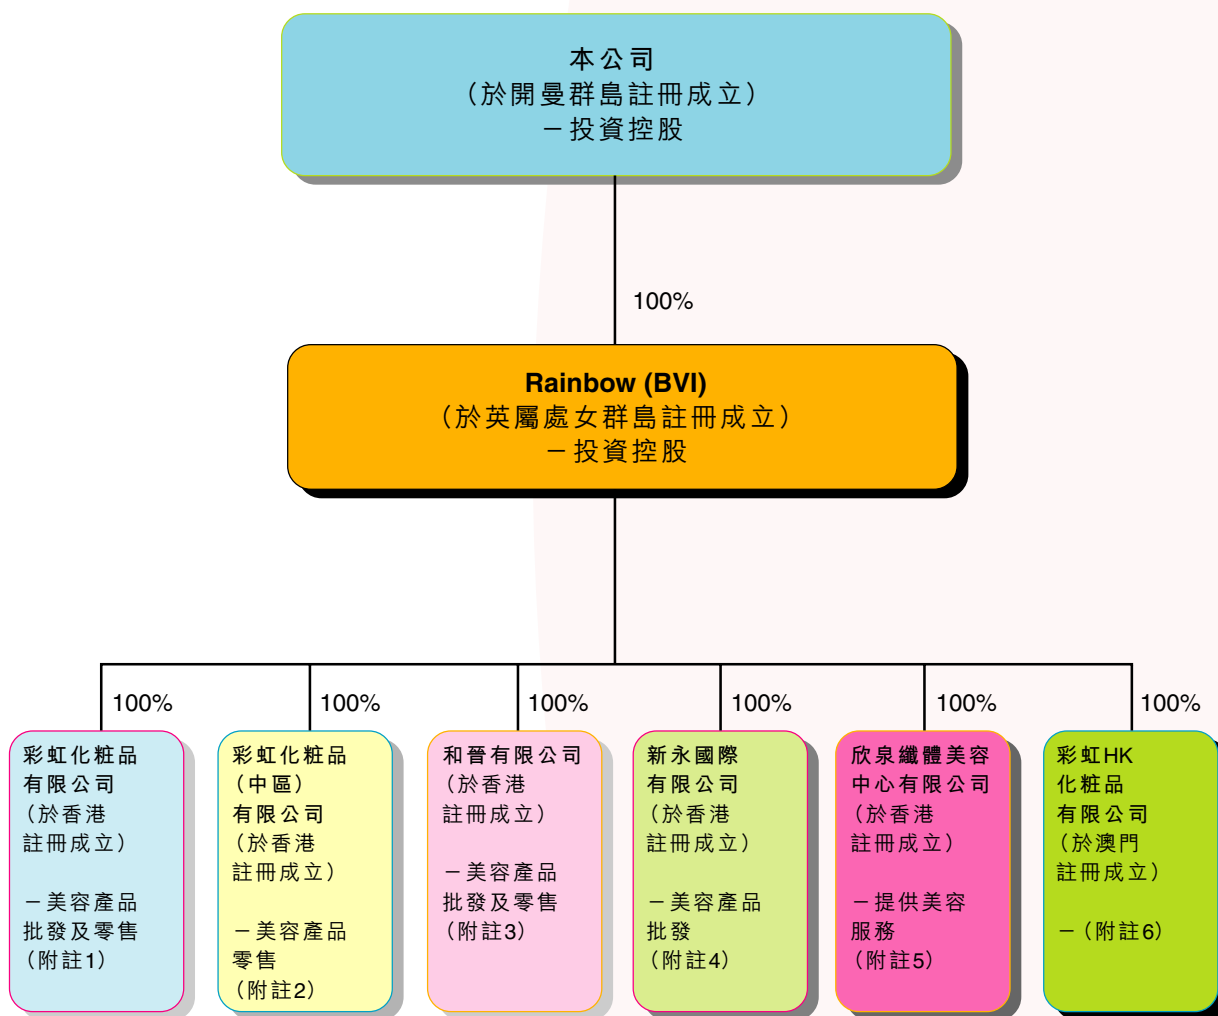 本公司
（於開曼群島註冊成立）
－投資控股
100%
Rainbow (BVI)
（於英屬處女群島註冊成立）
－投資控股
100%
100%
100%
100%
100%
100%
彩虹化粧品
有限公司
（於香港
註冊成立）
－美容產品
批發及零售
（附註1）
彩虹化粧品
（中區）
有限公司
（於香港
註冊成立）
－美容產品
零售
（附註2）
和晉有限公司
（於香港
註冊成立）
－美容產品
批發及零售
（附註3）
新永國際
有限公司
（於香港
註冊成立）
－美容產品
批發
（附註4）
欣泉纖體美容
中心有限公司
（於香港
註冊成立）
－提供美容
服務
（附註5）
彩虹HK
化粧品
有限公司
（於澳門
註冊成立）
－（附註6）